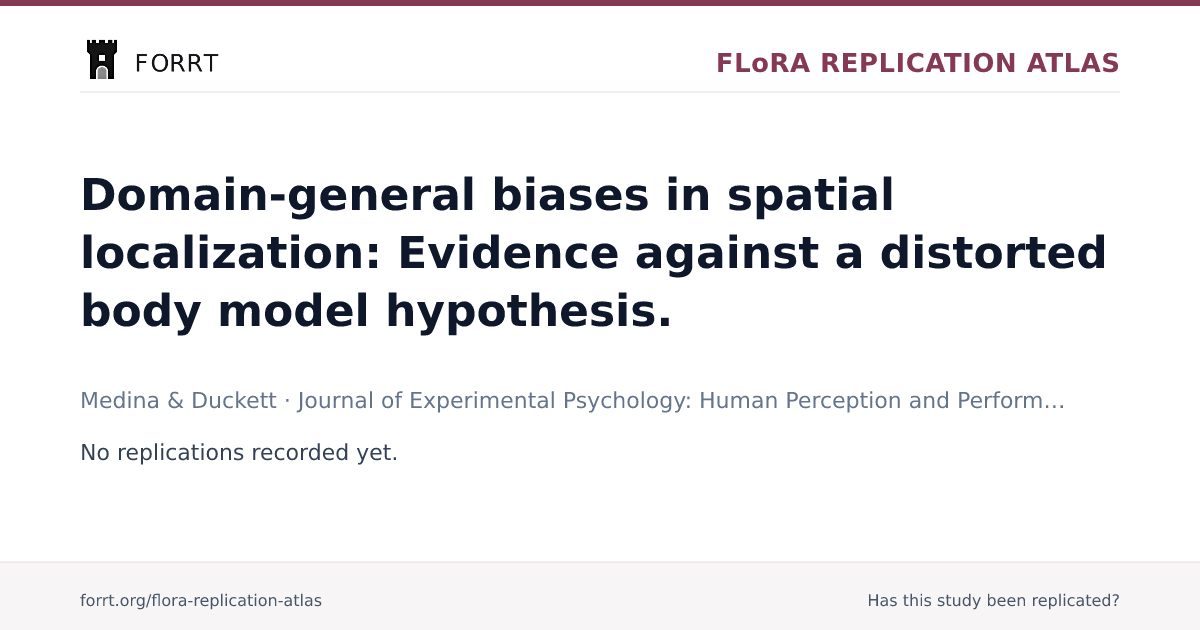 FORRT
FLoRA REPLICATION ATLAS
Domain-general biases in spatial
localization: Evidence against a distorted
body model hypothesis.
Medina & Duckett · Journal of Experimental Psychology: Human Perception and Perform…
No replications recorded yet.
forrt.org/flora-replication-atlas
Has this study been replicated?